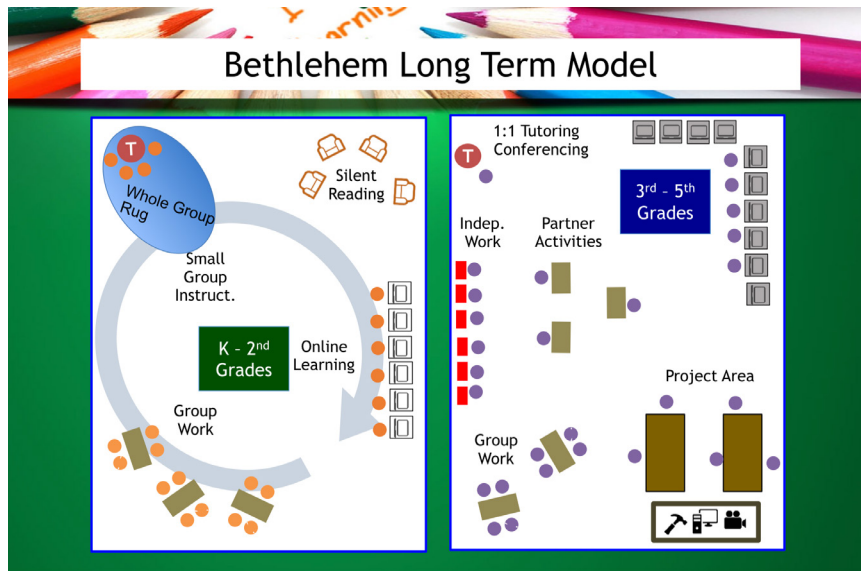 I
rning
Bethlehem Long Term Model
T
Whole Group
Rug
Silent
Reading
Small
Group
Instruct.
K - 2nd
Grades
Online
Learning
Group
Work
1:1 Tutoring
Conferencing
T
3rd - 5th
Grades
Indep.
Work
Partner
Activities
Project Area
Group
Work